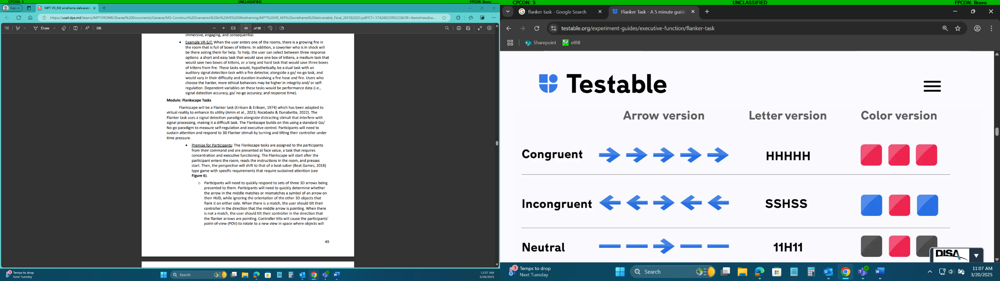 CPCON: 3
UNCLASSIFIED
FPCON: Bravo
Sign in
MPT VR_M3 wireframe deliverabl
https://usaf.dps.mil/teams/MPTVRONR/Shared%20Documents/General/M3-Construct%20Scenarios%20in%20VR%20Wireframing/MPT%20VR_M3%20wireframe%20deliverable_Final_26FEB2025.pdf?CT=1742482599223&OR=ItemsView&w...
Draw
49
of 98
immersive, engaging, and consequential.
• Example VR-SJT: When the user enters one of the rooms, there is a growing fire in
the room that is full of boxes of kittens. In addition, a coworker who is in shock will
be there asking them for help. To help, the user can select between three response
options: a short and easy task that would save one box of kittens, a medium task that
would save two boxes of kittens, or a long and hard task that would save three boxes
of kittens from fire. These tasks would, hypothetically, be a dual task with an
auditory signal detection task with a fire detector, alongside a go/ no-go task, and
would vary in their difficulty and duration involving a fire hose and fire. Users who
choose the harder, more ethical behaviors may be higher in integrity and/ or self-
regulation. Dependent variables on these tasks would be performance data (i.e.,
signal detection accuracy, go/ no-go accuracy, and response time).
Module: Flankscape Tasks
Flankscape will be a Flanker task (Eriksen & Eriksen, 1974) which has been adapted to
virtual reality to enhance its utility (Amin et al., 2023; Rocabado & Dunabeitia, 2022). The
Flanker task uses a signal detection paradigm alongside distracting stimuli that interfere with
signal processing, making it a difficult task. The Flankscape builds on this using a standard Go/
No-go paradigm to measure self-regulation and executive control. Participants will need to
sustain attention and respond to 3D Flanker stimuli by turning and tilting their controller under
time pressure.
• Premise for Participants: The Flankscape tasks are assigned to the participants
from their command and are presented at face value, a task that requires
concentration and executive functioning. The Flankscape will start after the
participant enters the room, reads the instructions in the room, and presses
start. Then, the perspective will shift to that of a beat-saber (Beat Games, 2018)
type game with specific requirements that require sustained attention (see
Figure 6).
o Participants will need to quickly respond to sets of three 3D arrows being
presented to them. Participants will need to quickly determine whether
the arrow in the middle matches or mismatches a symbol of an arrow on
their HUD, while ignoring the orientation of the other 3D objects that
flank it on either side. When there is a match, the user should tilt their
controller in the direction that the middle arrow is pointing. When there
is not a match, the user should tilt their controller in the direction that
the flanker arrows are pointing. Controller tilts will cause the participants'
point-of-view (POV) to rotate to a new view in space where objects will
49
3
Temps to drop
Next Tuesday
Search
11:07 AM
3/20/2025
CPCON: 3
UNCLASSIFIED
FPCON: Bravo
flanker task - Google Search
Flanker Task - A 5 minute guide
testable.org/experiment-guides/executive-function/flanker-task
Sharepoint
eIRB
Testable
Arrow version
Letter version
Color version
Congruent
HHHHH
Incongruent
SSHSS
Neutral
11H11
DISA
3
Temps to drop
Next Tuesday
Search
11:07 AM
3/20/2025